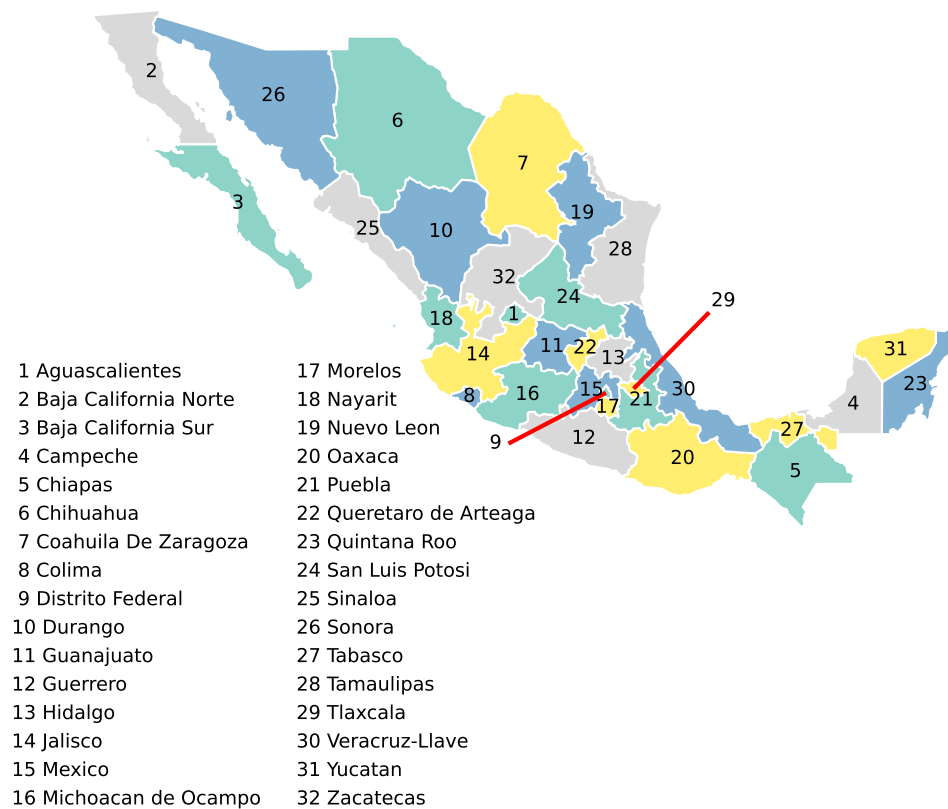 2
26
6
7
3
25
10
19
28
32
24
29
18
1
14
11
22
13
31
8
16
15
17
21
30
4
23
9
12
20
27
5
1 Aguascalientes
2 Baja California Norte
3 Baja California Sur
4 Campeche
5 Chiapas
6 Chihuahua
7 Coahuila De Zaragoza
8 Colima
9 Distrito Federal
10 Durango
11 Guanajuato
12 Guerrero
13 Hidalgo
14 Jalisco
15 Mexico
16 Michoacan de Ocampo
17 Morelos
18 Nayarit
19 Nuevo Leon
20 Oaxaca
21 Puebla
22 Queretaro de Arteaga
23 Quintana Roo
24 San Luis Potosi
25 Sinaloa
26 Sonora
27 Tabasco
28 Tamaulipas
29 Tlaxcala
30 Veracruz-Llave
31 Yucatan
32 Zacatecas